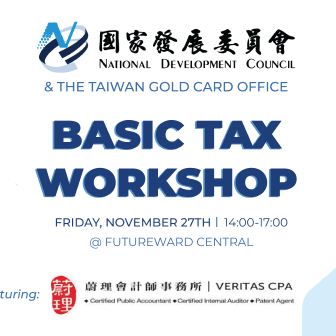 國家發展委員會
NATIONAL DEVELOPMENT COUNCIL
& THE TAIWAN GOLD CARD OFFICE
BASIC TAX
WORKSHOP
FRIDAY, NOVEMBER 27TH | 14:00-17:00
@ FUTUREWARD CENTRAL
turing:
蔚理
蔚理會計師事務所 | VERITAS CPA
• Certified Public Accountant • Certified Internal Auditor • Patent Agent